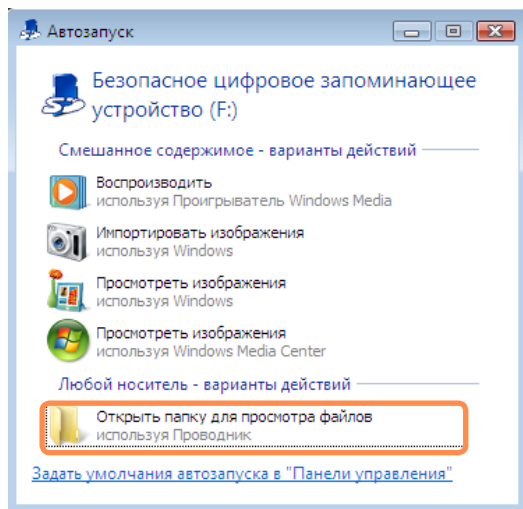 Автозапуск
Безопасное цифровое запоминающее
устройство (F:)
Смешанное содержимое - варианты действий
Воспроизводить
используя Проигрыватель Windows Media
Импортировать изображения
используя Windows
Просмотреть изображения
используя Windows
Просмотреть изображения
используя Windows Media Center
Любой носитель - варианты действий
Открыть папку для просмотра файлов
используя Проводник
Задать умолчания автозапуска в "Панели управления"